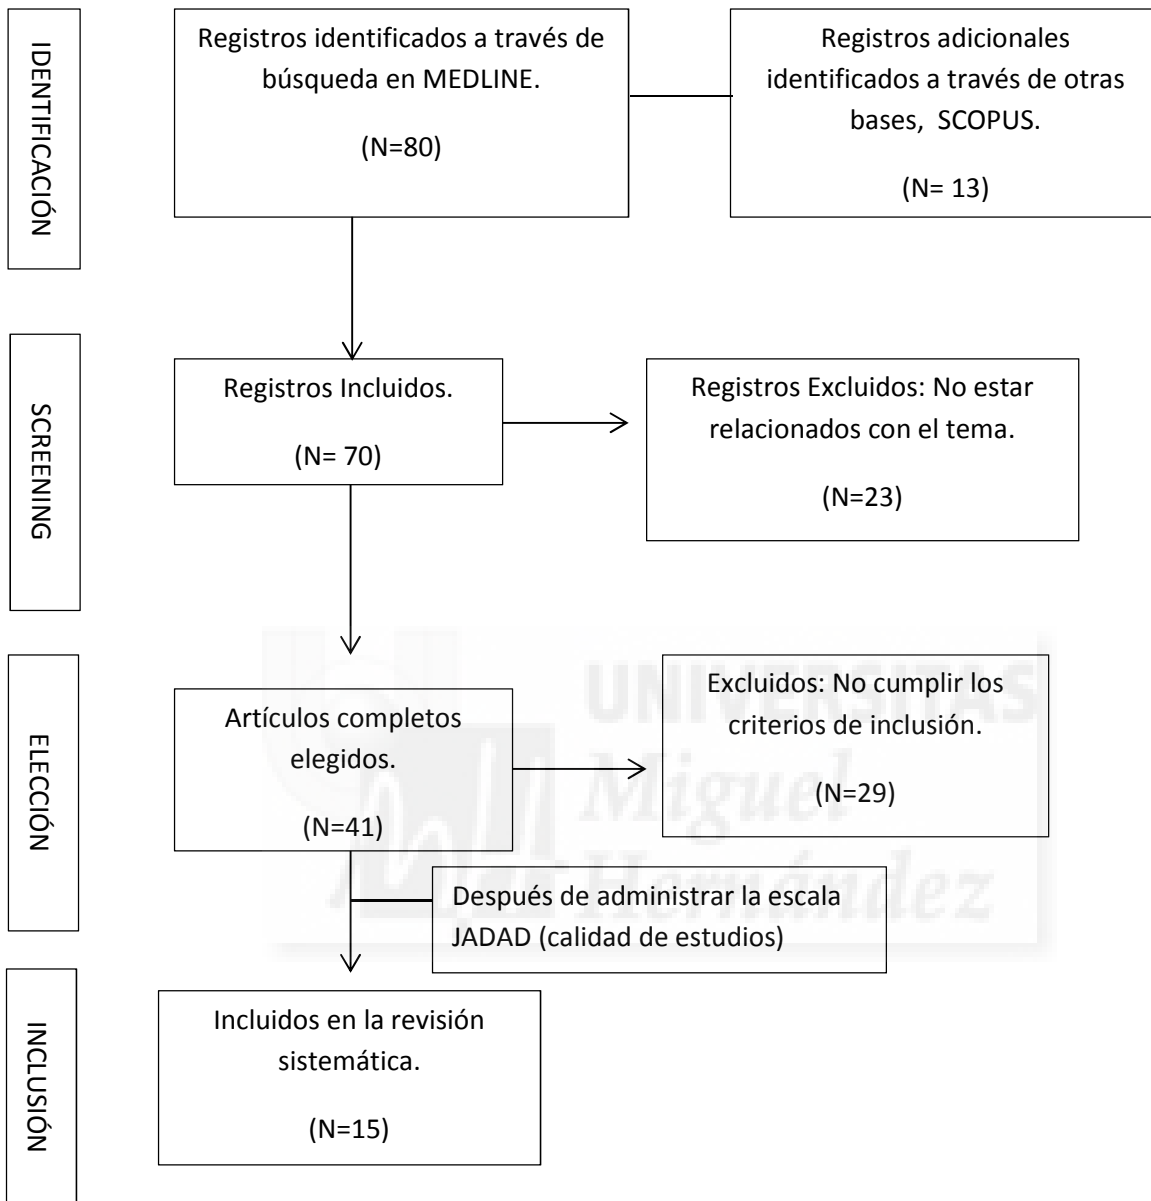 IDENTIFICACIÓN
Registros identificados a través de
búsqueda en MEDLINE.
(N=80)
Registros adicionales
identificados a través de otras
bases, SCOPUS.
(N= 13)
SCREENING
Registros Incluidos.
(N= 70)
Registros Excluidos: No estar
relacionados con el tema.
(N=23)
ELECCIÓN
Artículos completos
elegidos.
(N=41)
Excluidos: No cumplir los
criterios de inclusión.
(N=29)
UNIVERSITAS
Miguel
Hernández
Después de administrar la escala
JADAD (calidad de estudios)
INCLUSIÓN
Incluidos en la revisión
sistemática.
(N=15)